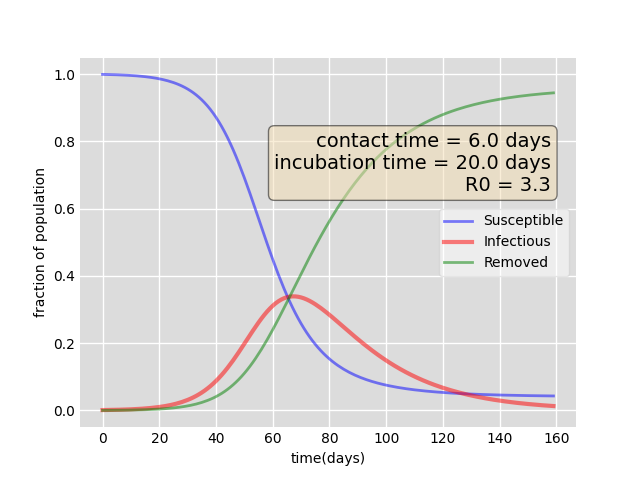 contact time = 6.0 days
incubation time = 20.0 days
R0 = 3.3
Susceptible
Infectious
Removed
fraction of population
1.0
0.8
0.6
0.4
0.2
0.0
0 20 40 60 80 100 120 140 160
time(days)